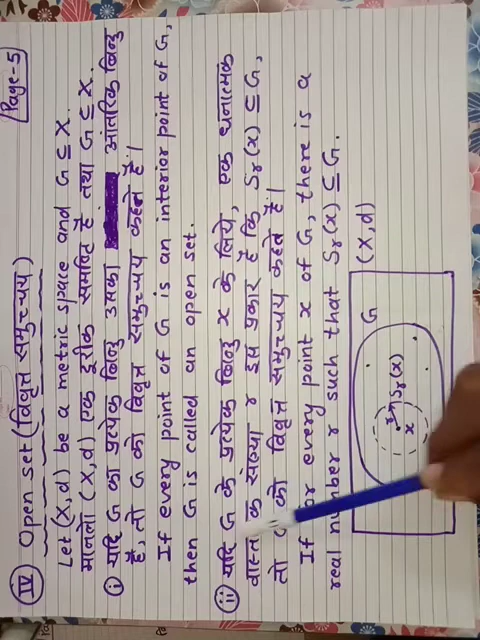 Page-5
IV Open set (विवृत्त समुच्चय)
Let (X,d) be a metric space and G ⊆ X.
मानलो (X,d) एक दूरीक समष्टि है तथा G ⊆ X.
i यदि G का प्रत्येक बिन्दु उसका आंतरिक बिन्दु
है, तो G को विवृत्त समुच्चय कहते हैं।
If every point of G is an interior point of G,
then G is called an open set.
ii यदि G के प्रत्येक बिन्दु x के लिये, एक धनात्मक
संख्या r इस प्रकार है कि Sr(x) ⊆ G,
तो को विवृत्त समुच्चय कहते हैं।
If every point x of G, there is a
real number r such that Sr(x) ⊆ G.
(X,d)
G
r
Sr(x)
x